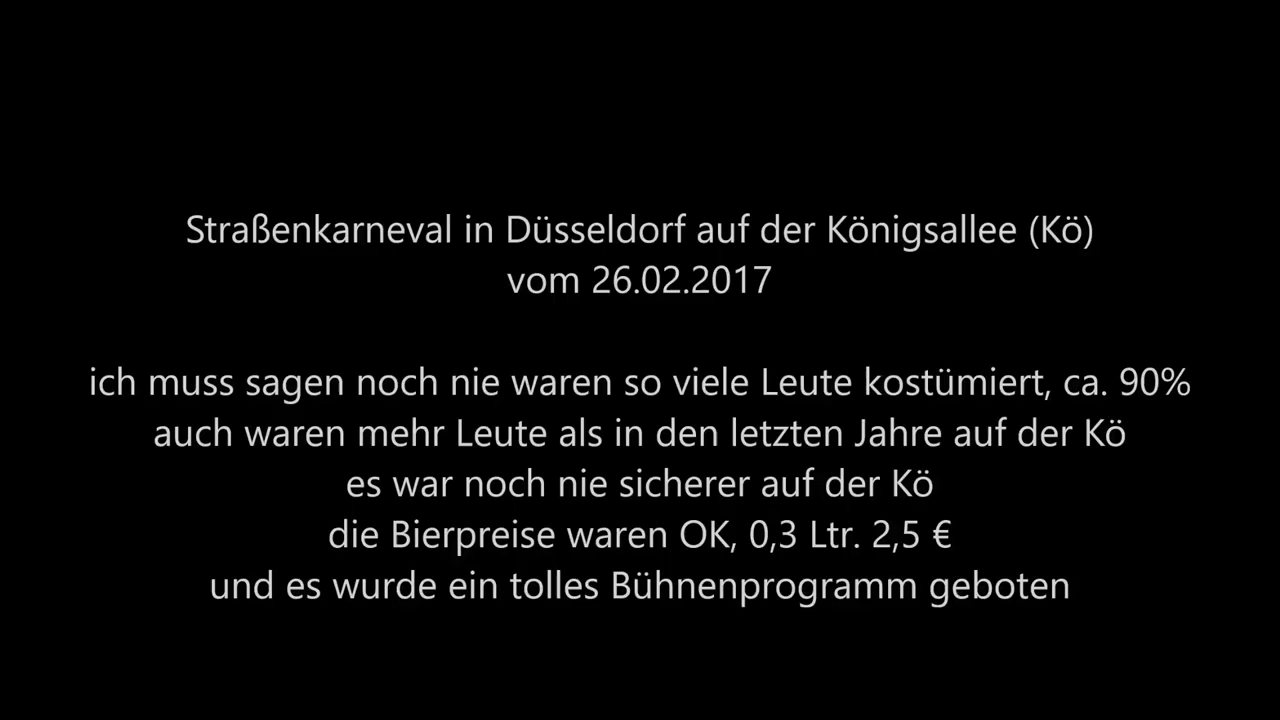 Straßenkarneval in Düsseldorf auf der Königsallee (Kö)
vom 26.02.2017
ich muss sagen noch nie waren so viele Leute kostümiert, ca. 90%
auch waren mehr Leute als in den letzten Jahre auf der Kö
es war noch nie sicherer auf der Kö
die Bierpreise waren OK, 0,3 Ltr. 2,5 €
und es wurde ein tolles Bühnenprogramm geboten